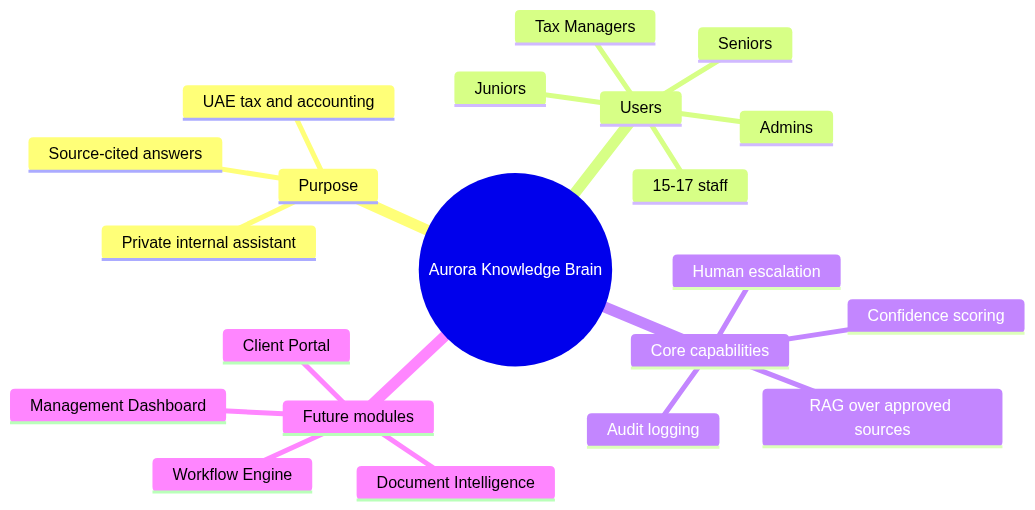 Tax Managers
Seniors
Juniors
Users
Admins
15-17 staff
UAE tax and accounting
Source-cited answers
Purpose
Private internal assistant
Aurora Knowledge Brain
Human escalation
Confidence scoring
Core capabilities
RAG over approved
sources
Audit logging
Client Portal
Management Dashboard
Future modules
Workflow Engine
Document Intelligence